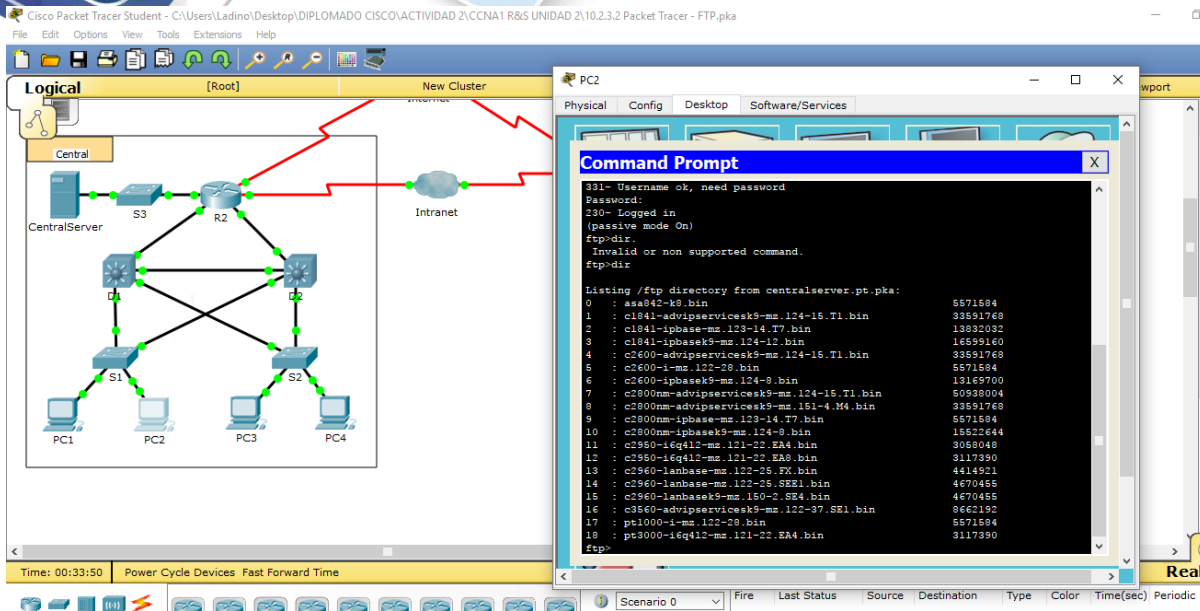 Cisco Packet Tracer Student - C:\Users\Ladino\Desktop\DIPLOMADO CISCO\ACTIVIDAD 2\CCNA1 R&S UNIDAD 2\10.2.3.2 Packet Tracer - FTP.pka
File Edit Options View Tools Extensions Help
Logical [Root] New Cluster
Central
CentralServer
S3
R2
Intranet
D1
D2
S1
S2
PC1
PC2
PC3
PC4
PC2
Physical Config Desktop Software/Services
Command Prompt X
331- Username ok, need password
Password:
230- Logged in
(passive mode On)
ftp>dir.
Invalid or non supported command.
ftp>dir
Listing /ftp directory from centralserver.pt.pka:
0 : asa842-k8.bin 5571584
1 : c1841-advipservicesk9-mz.124-15.T1.bin 33591768
2 : c1841-ipbase-mz.123-14.T7.bin 13832032
3 : c1841-ipbasek9-mz.124-12.bin 16599160
4 : c2600-advipservicesk9-mz.124-15.T1.bin 33591768
5 : c2600-i-mz.122-28.bin 5571584
6 : c2600-ipbasek9-mz.124-8.bin 13169700
7 : c2800nm-advipservicesk9-mz.124-15.T1.bin 50938004
8 : c2800nm-advipservicesk9-mz.151-4.M4.bin 33591768
9 : c2800nm-ipbase-mz.123-14.T7.bin 5571584
10 : c2800nm-ipbasek9-mz.124-8.bin 15522644
11 : c2950-i6q4l2-mz.121-22.EA4.bin 3058048
12 : c2950-i6q4l2-mz.121-22.EA8.bin 3117390
13 : c2960-lanbase-mz.122-25.FX.bin 4414921
14 : c2960-lanbase-mz.122-25.SEE1.bin 4670455
15 : c2960-lanbasek9-mz.150-2.SE4.bin 4670455
16 : c3560-advipservicesk9-mz.122-37.SE1.bin 8662192
17 : pt1000-i-mz.122-28.bin 5571584
18 : pt3000-i6q4l2-mz.121-22.EA4.bin 3117390
ftp>
Time: 00:33:50 Power Cycle Devices Fast Forward Time
Scenario 0
Fire Last Status Source Destination Type Color Time(sec) Periodic